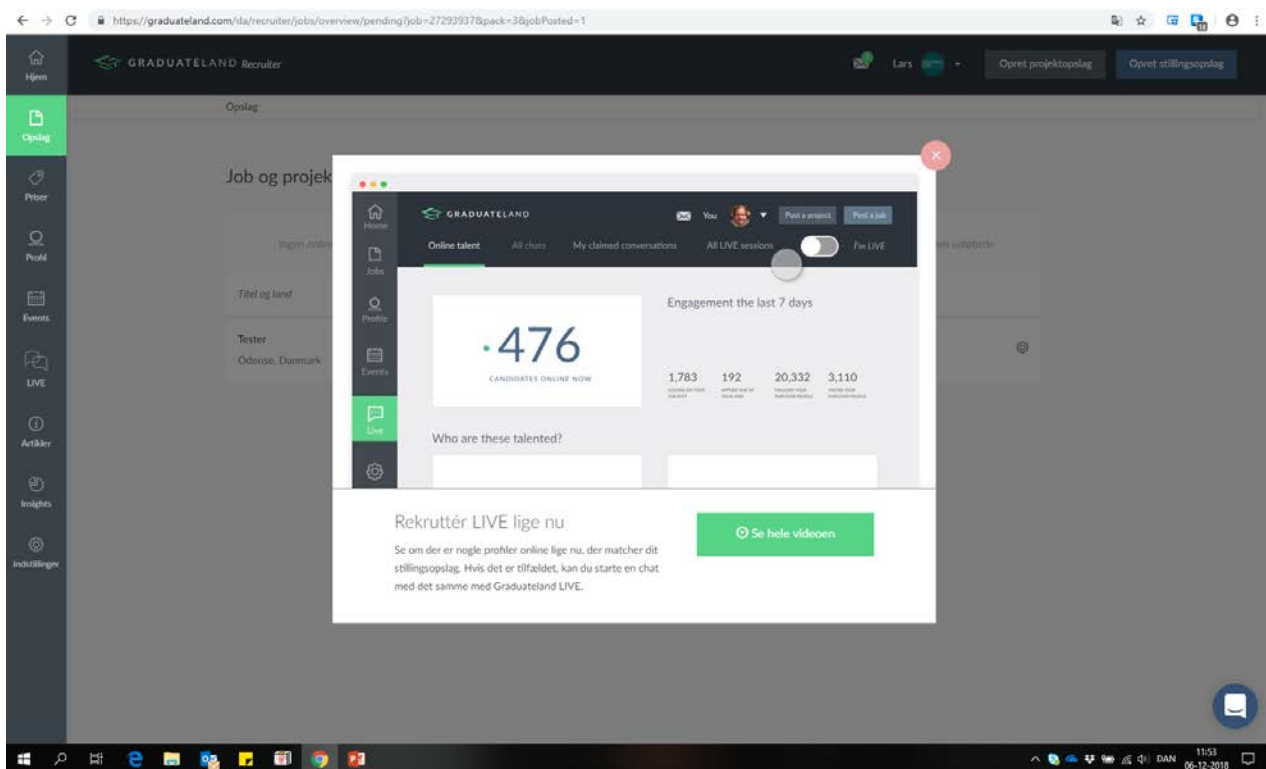 https://graduateland.com/da/recruiter/jobs/overview/pending?job=27293937&pack=3&jobPosted=1
Hjem
GRADUATELAND Recruiter
Lars
Opret projektopslag
Opret stillingsopslag
Opslag
Opslag
Priser
Profil
Events
LIVE
Artikler
Insights
Indstillinger
Job og projek
Ingen online
Titel og land
Tester
Odense, Danmark
Home
Jobs
Profile
Events
Live
GRADUATELAND
You
Post a project
Post a job
Online talent
All chats
My claimed conversations
All LIVE sessions
I'm LIVE
476
CANDIDATES ONLINE NOW
Engagement the last 7 days
1,783 192 20,332 3,110
Who are these talented?
Rekruttér LIVE lige nu
Se om der er nogle profiler online lige nu, der matcher dit
stillingsopslag. Hvis det er tilfældet, kan du starte en chat
med det samme med Graduateland LIVE.
Se hele videoen
DAN
11:53
06-12-2018